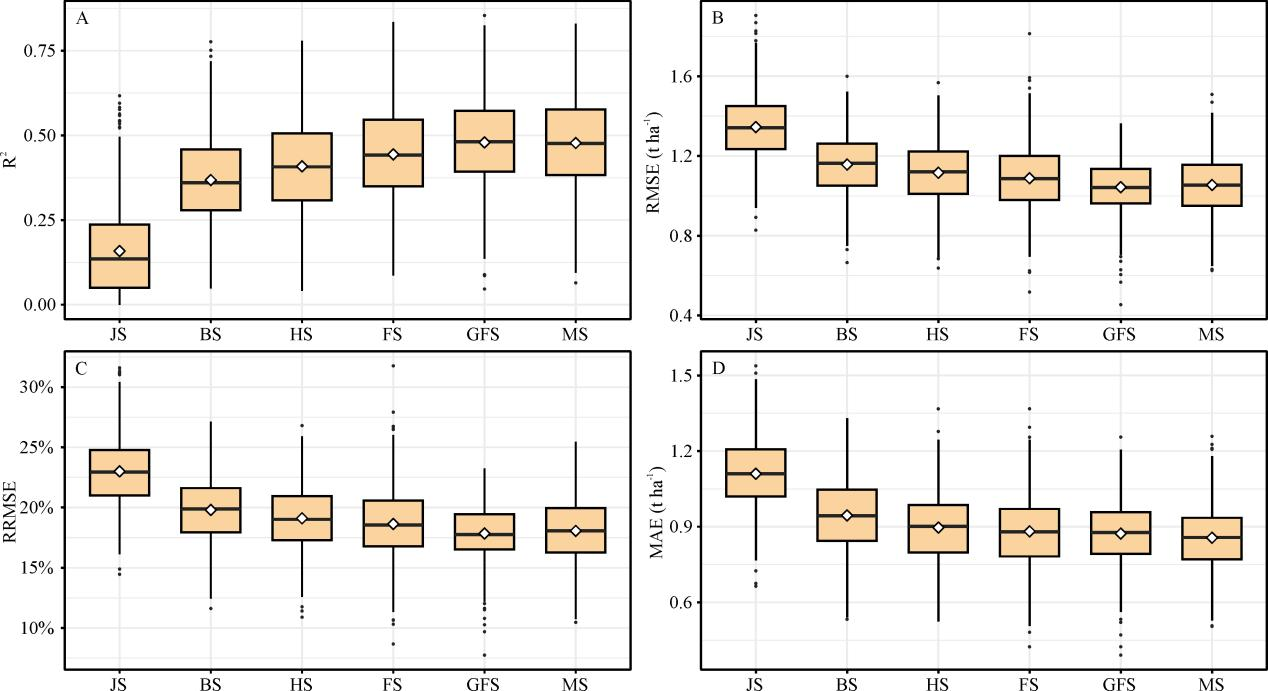 A
0.75
0.50
0.25
0.00
R²
JS BS HS FS GFS MS
B
1.6
1.2
0.8
0.4
RMSE (t ha⁻¹)
JS BS HS FS GFS MS
C
30%
25%
20%
15%
10%
RRMSE
JS BS HS FS GFS MS
D
1.5
1.2
0.9
0.6
MAE (t ha⁻¹)
JS BS HS FS GFS MS